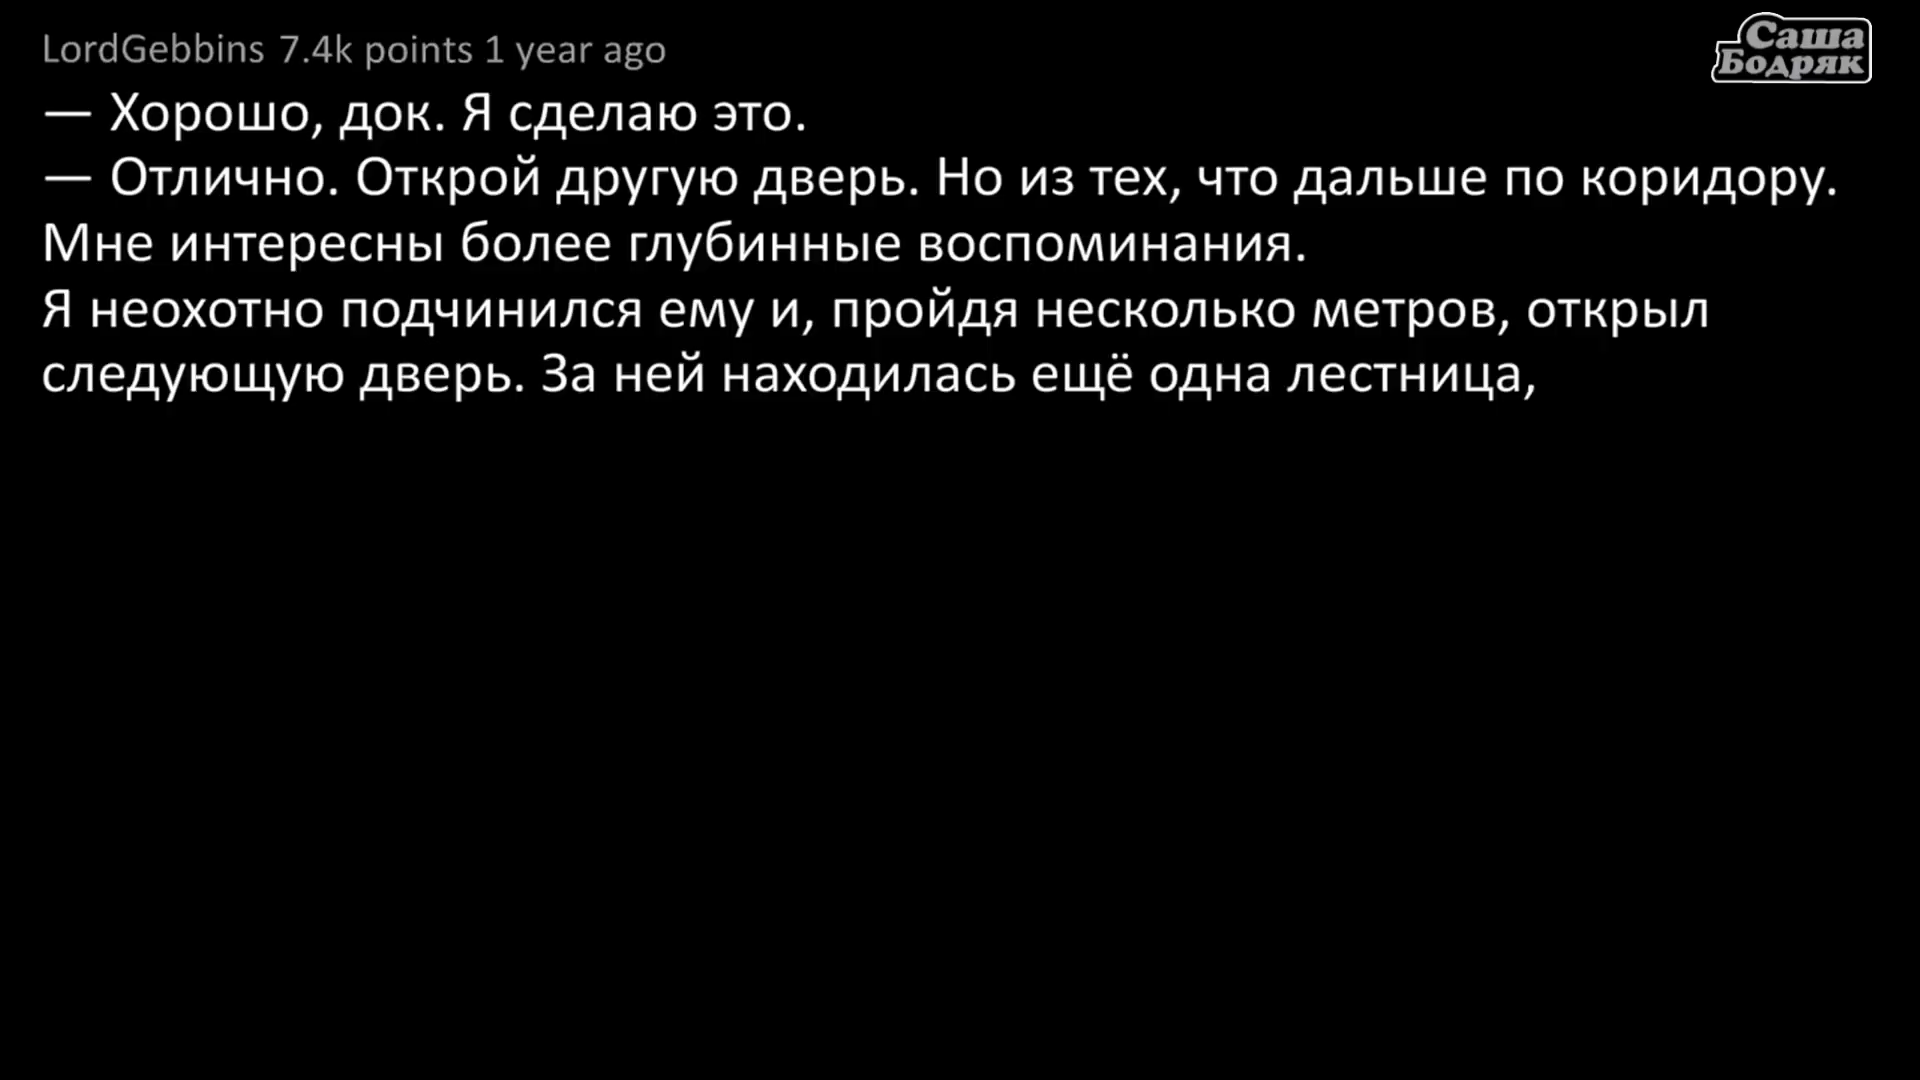 LordGebbins 7.4k points 1 year ago
Саша
Бодряк
— Хорошо, док. Я сделаю это.
— Отлично. Открой другую дверь. Но из тех, что дальше по коридору.
Мне интересны более глубинные воспоминания.
Я неохотно подчинился ему и, пройдя несколько метров, открыл
следующую дверь. За ней находилась ещё одна лестница,